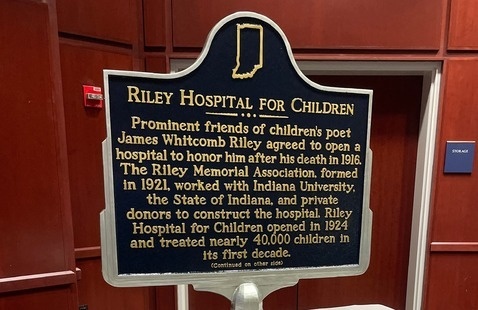 RILEY HOSPITAL FOR CHILDREN
Prominent friends of children's poet
James Whitcomb Riley agreed to open a
hospital to honor him after his death in 1916.
The Riley Memorial Association, formed
in 1921, worked with Indiana University,
the State of Indiana, and private
donors to construct the hospital. Riley
Hospital for Children opened in 1924
and treated nearly 40,000 children in
its first decade.
(Continued on other side)
STORAGE